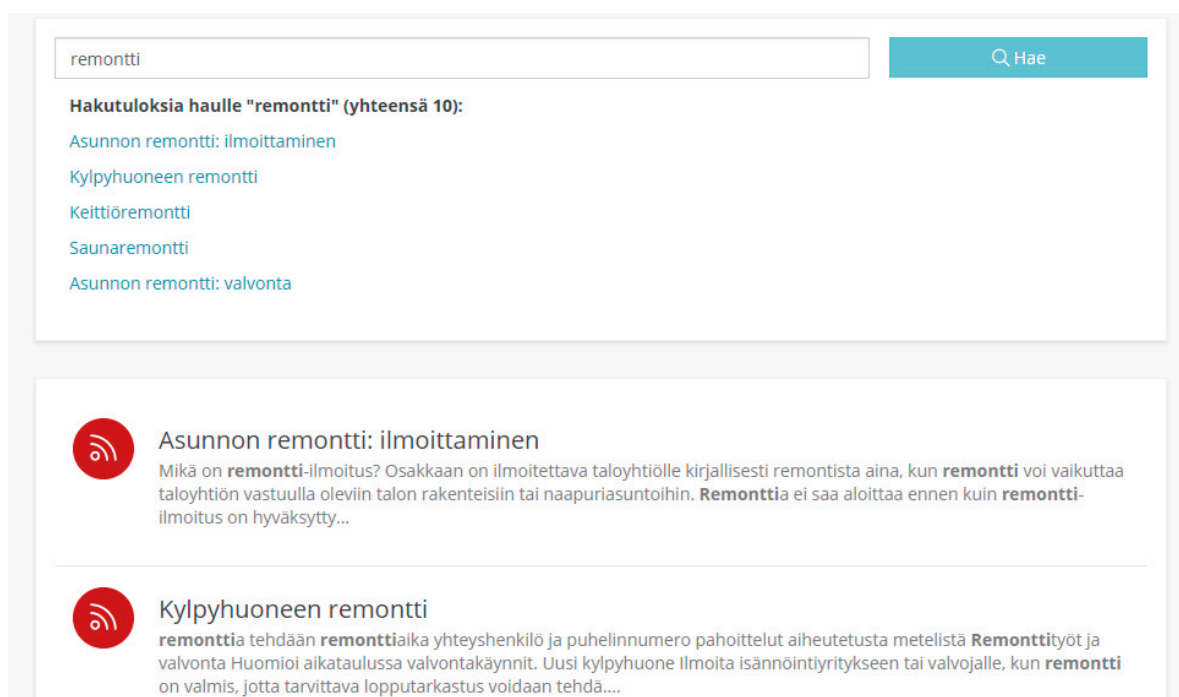 remontti
Hae
Hakutuloksia haulle "remontti" (yhteensä 10):
Asunnon remontti: ilmoittaminen
Kylpyhuoneen remontti
Keittiöremontti
Saunaremontti
Asunnon remontti: valvonta
Asunnon remontti: ilmoittaminen
Mikä on remontti-ilmoitus? Osakkaan on ilmoitettava taloyhtiölle kirjallisesti remontista aina, kun remontti voi vaikuttaa
taloyhtiön vastuulla oleviin talon rakenteisiin tai naapuriasuntoihin. Remonttia ei saa aloittaa ennen kuin remontti-
ilmoitus on hyväksytty...
Kylpyhuoneen remontti
remonttia tehdään remonttiaika yhteyshenkilö ja puhelinnumero pahoittelut aiheutetusta metelistä Remonttityöt ja
valvonta Huomioi aikataulussa valvontakäynnit. Uusi kylpyhuone Ilmoita isännöintiyritykseen tai valvojalle, kun remontti
on valmis, jotta tarvittava lopputarkastus voidaan tehdä....